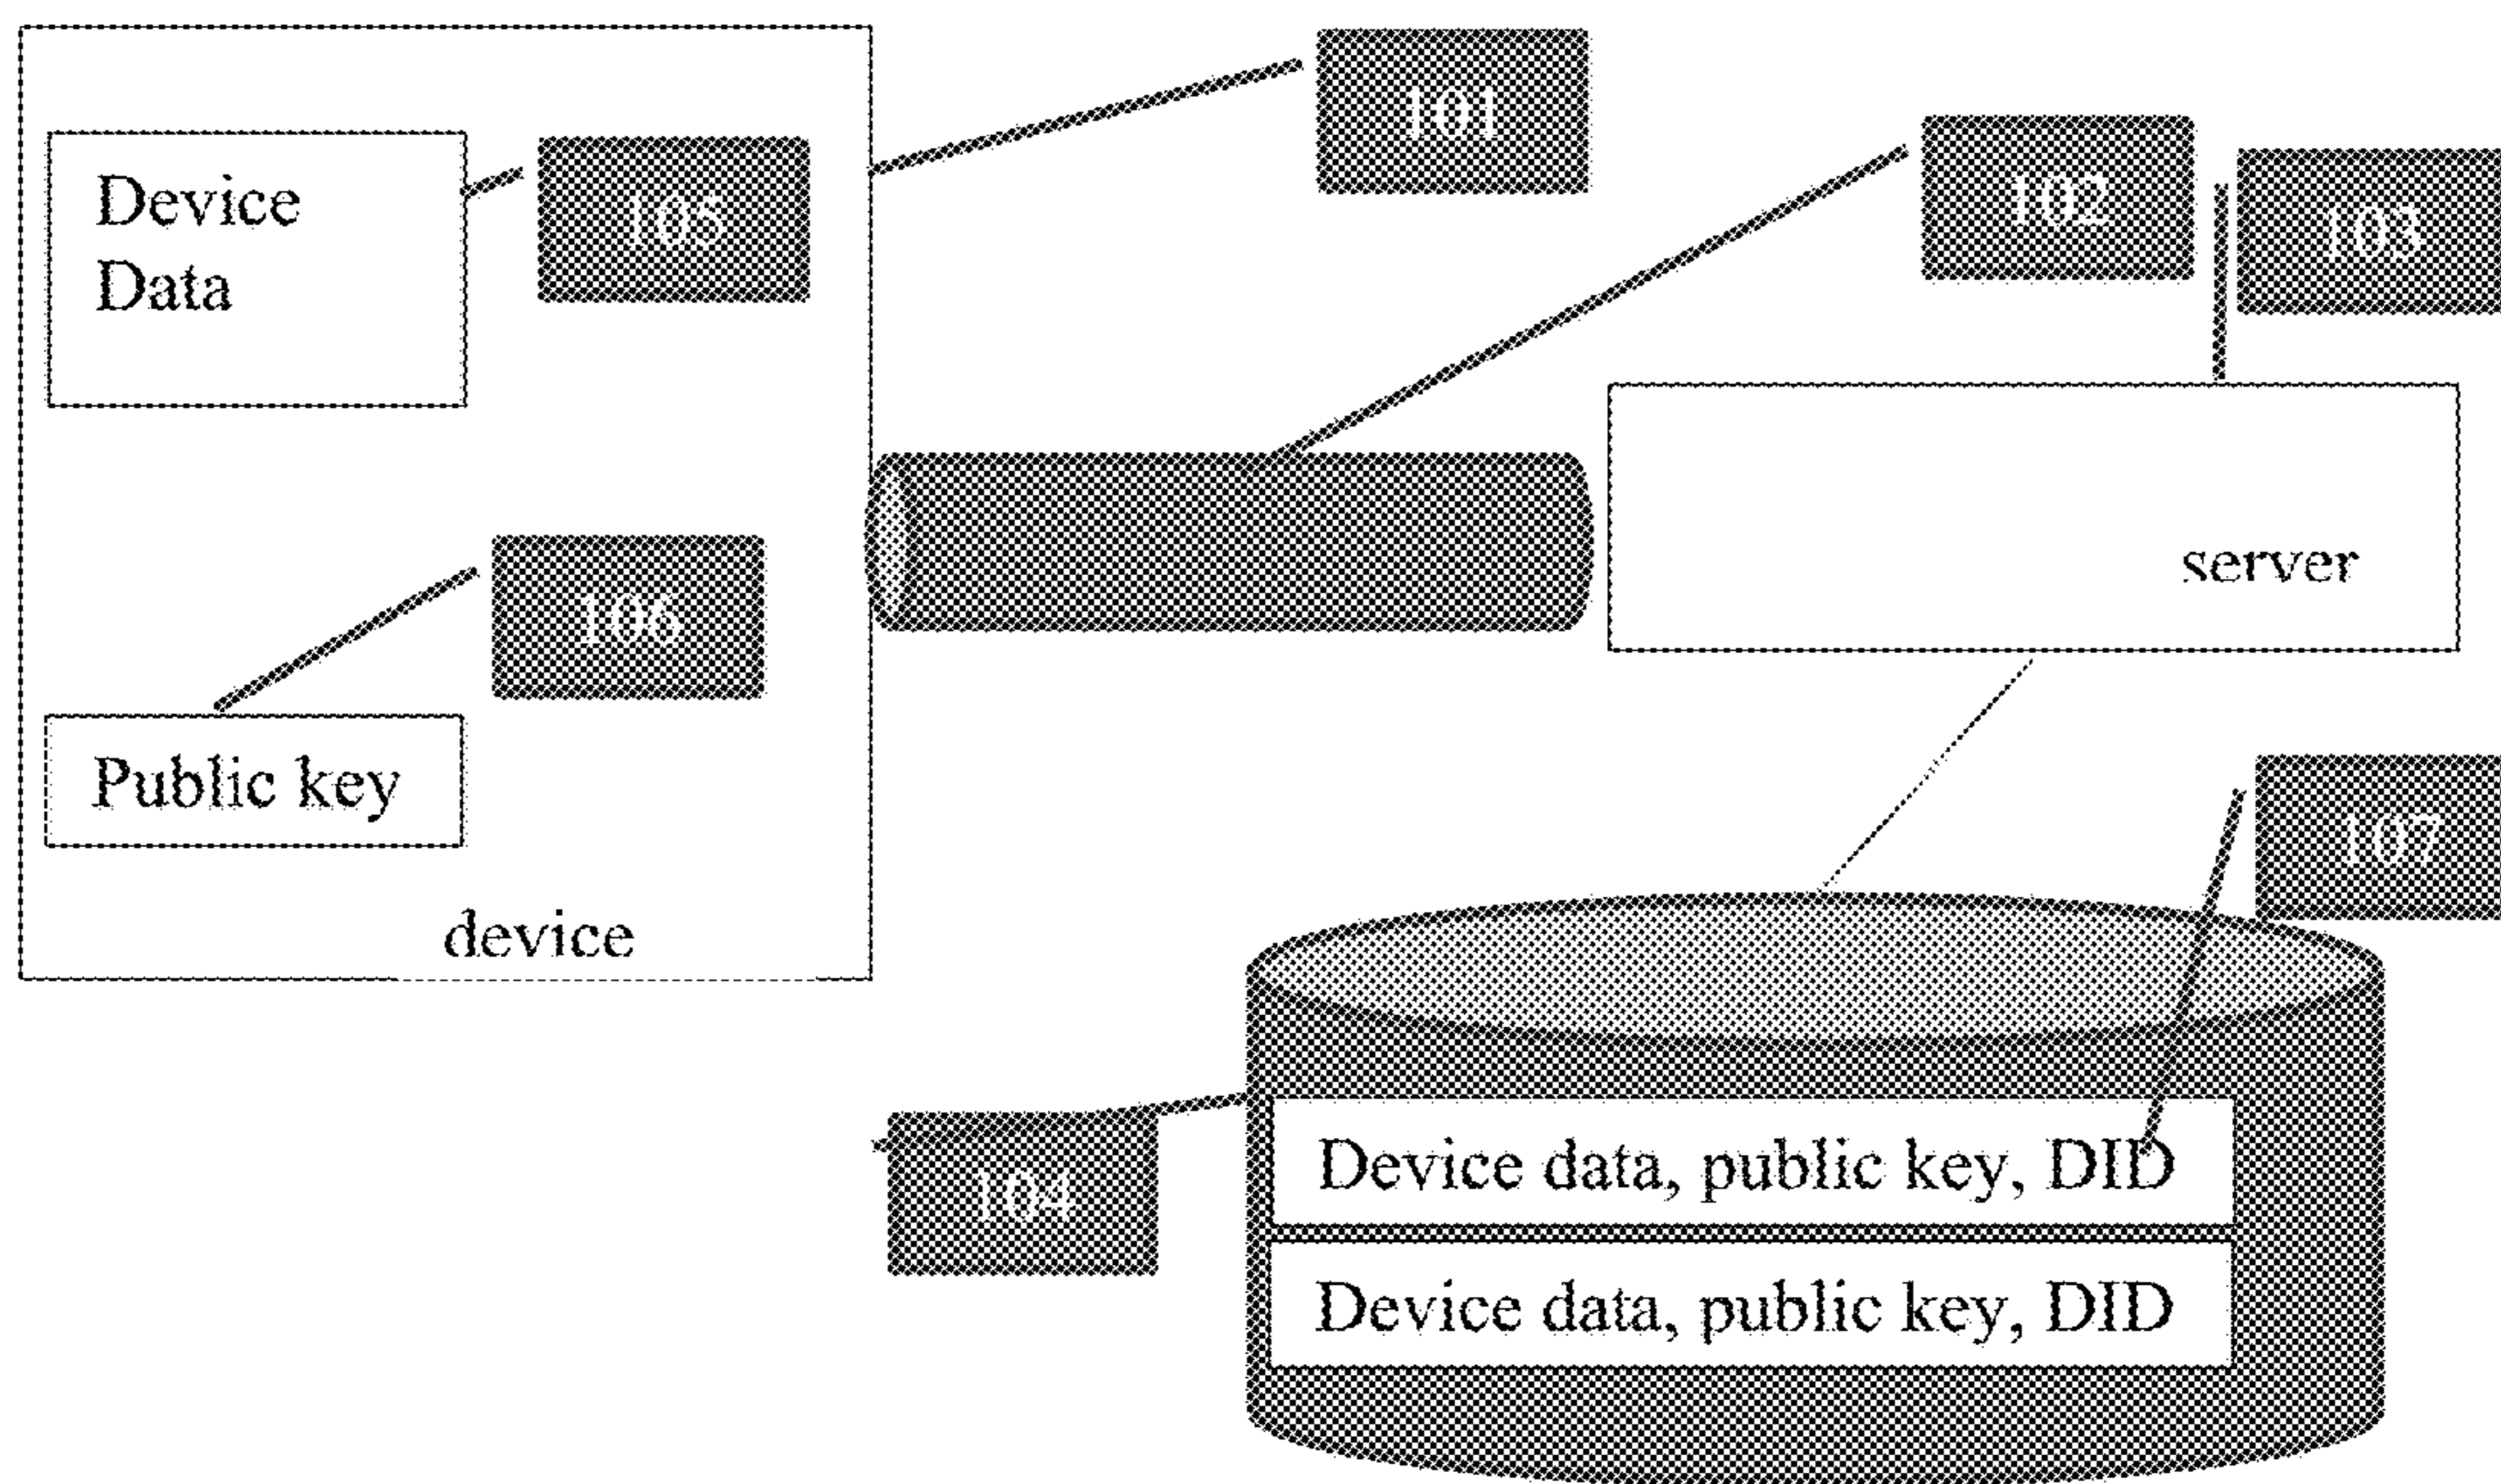 101
102
103
Device
Data
105
server
106
Public key
107
device
104
Device data, public key, DID
Device data, public key, DID